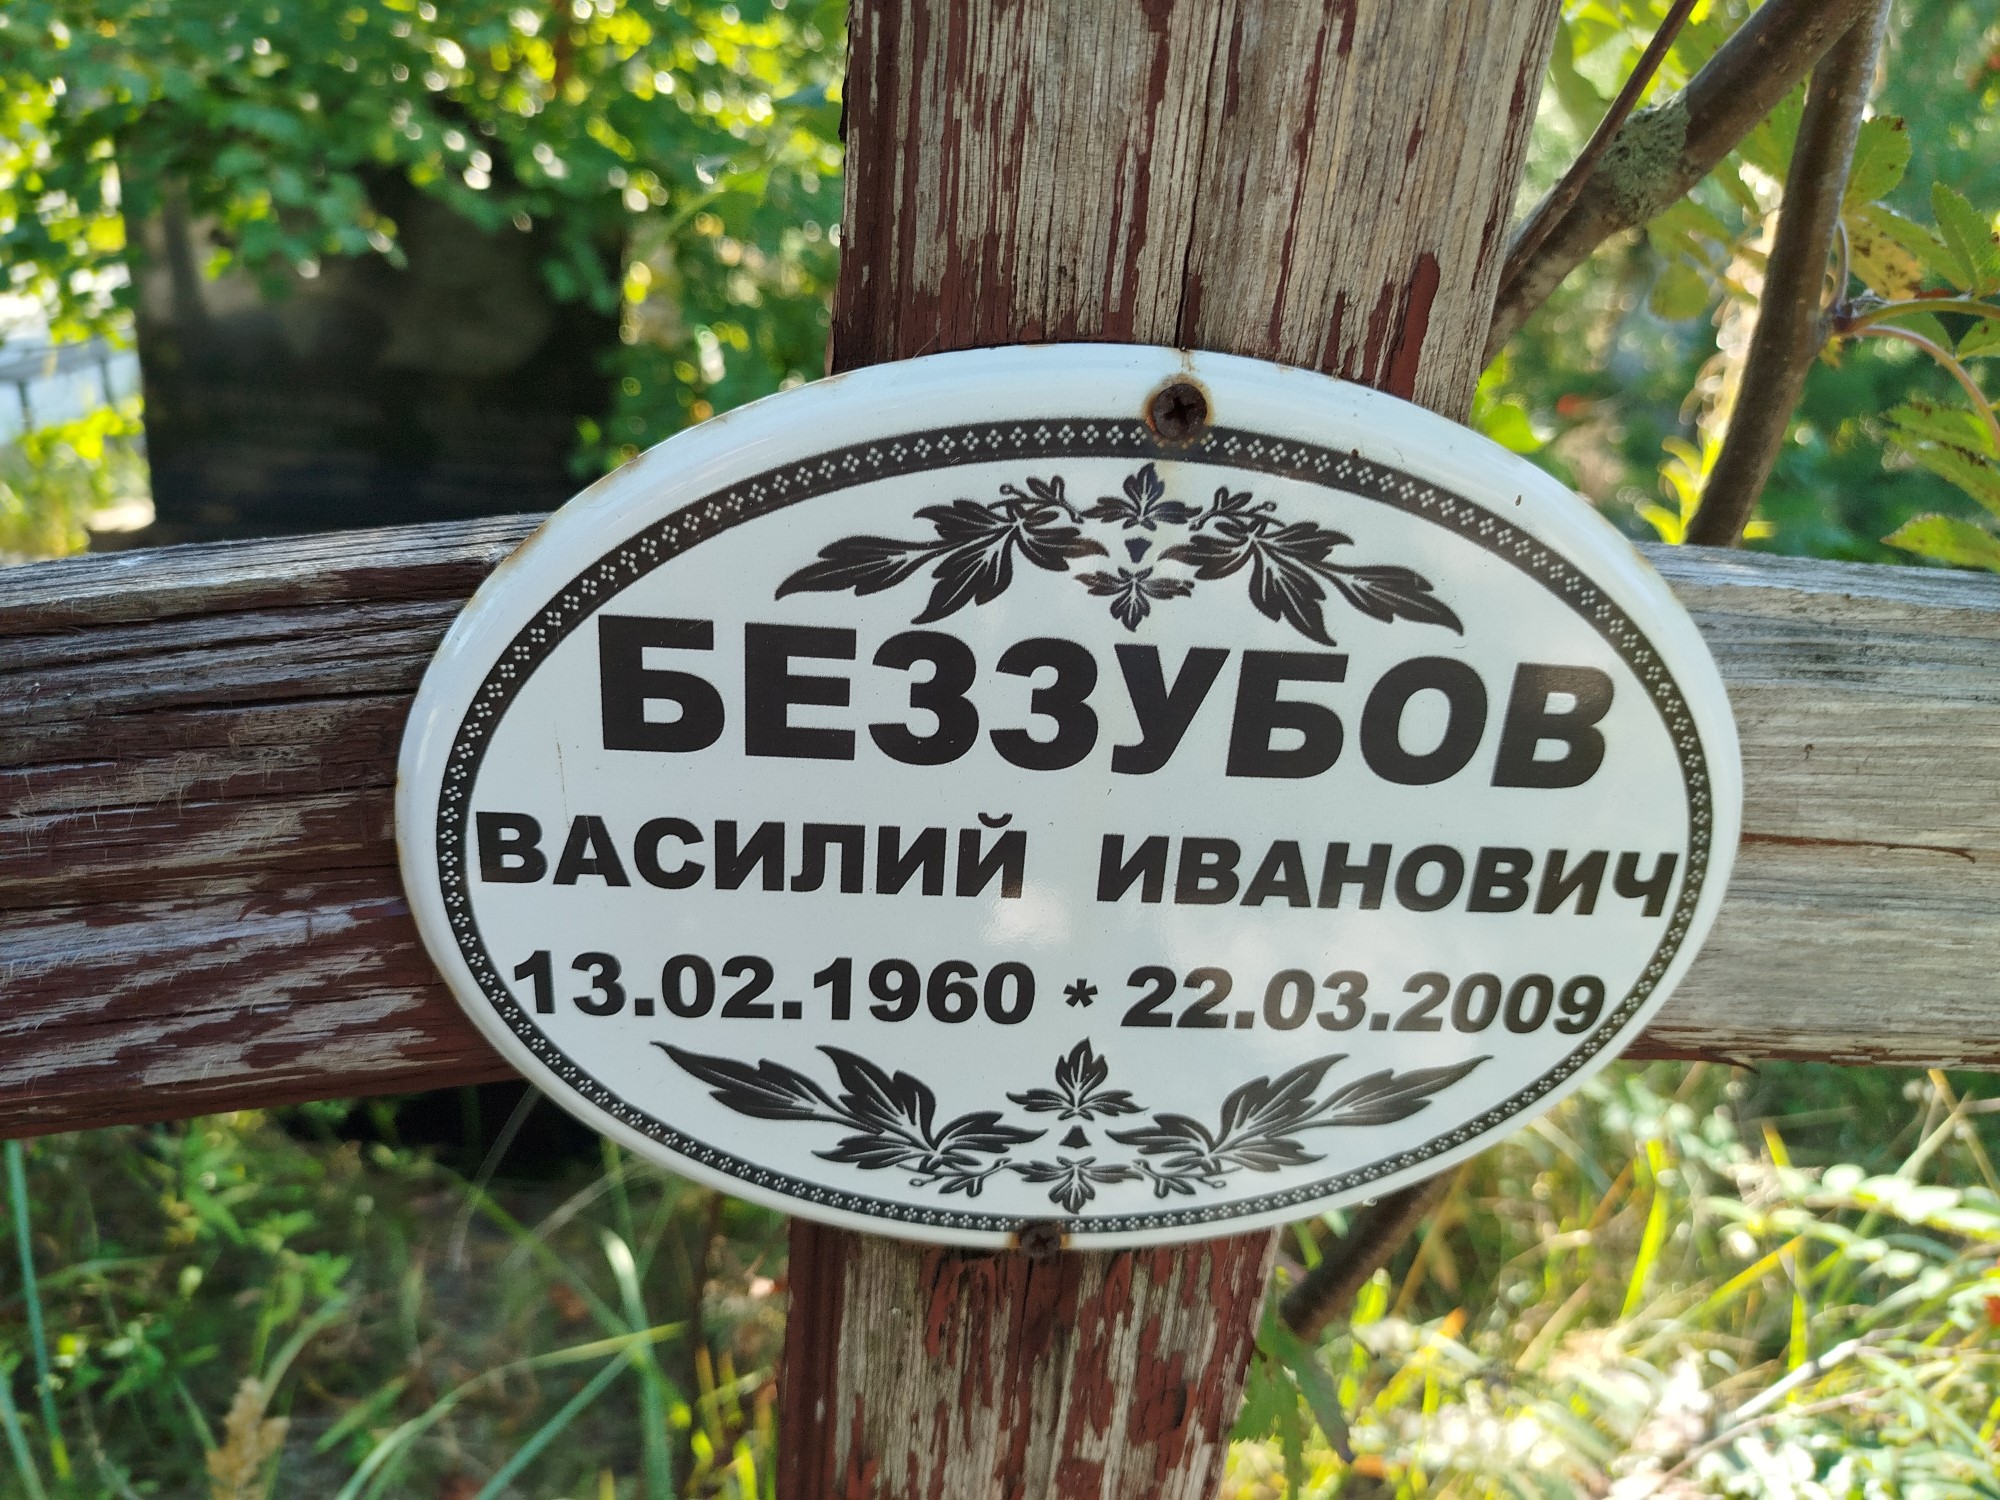 БЕЗЗУБОВ
ВАСИЛИЙ ИВАНОВИЧ
13.02.1960 * 22.03.2009